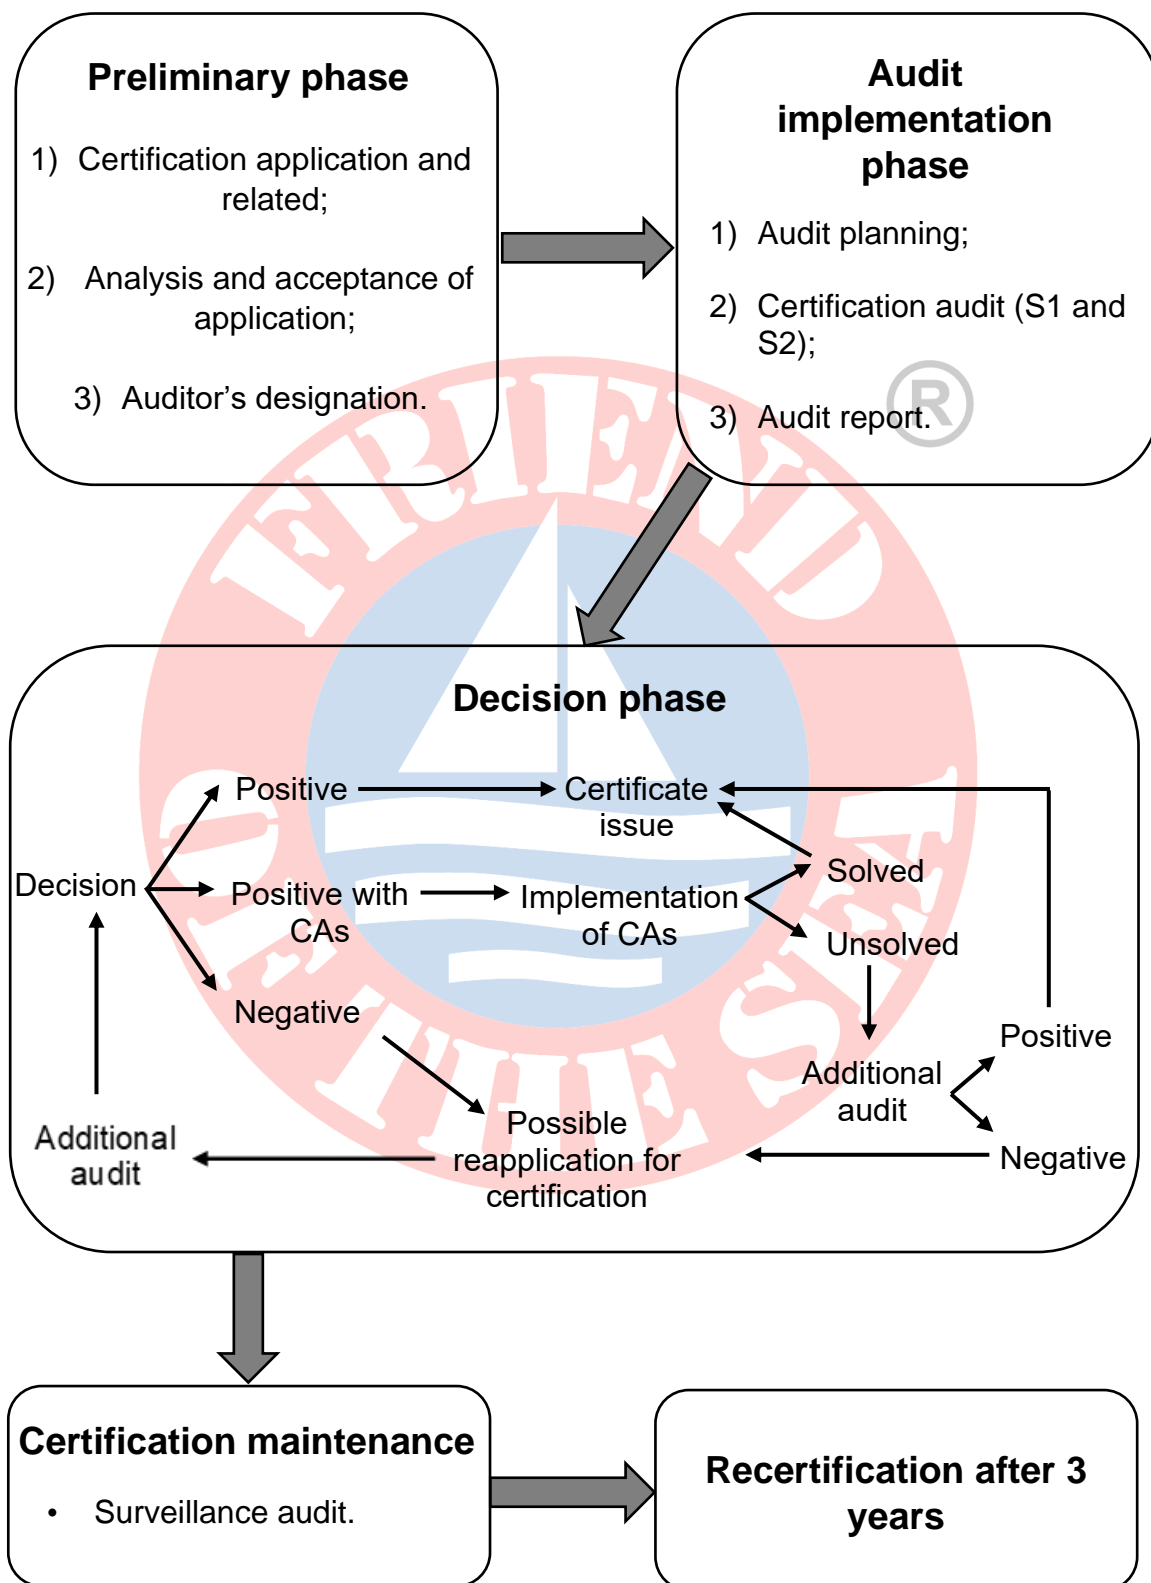 Preliminary phase
1) Certification application and
related;
2) Analysis and acceptance of
application;
3) Auditor's designation.
Audit
implementation
phase
1) Audit planning;
2) Certification audit (S1 and
S2);
3) Audit report.
®
FRIEND
OF THE SEA
Decision phase
Positive
Certificate
issue
Decision
Positive with
CAs
Implementation
of CAs
Solved
Unsolved
Negative
Positive
Additional
audit
Negative
Possible
reapplication for
certification
Additional
audit
Certification maintenance
• Surveillance audit.
Recertification after 3
years